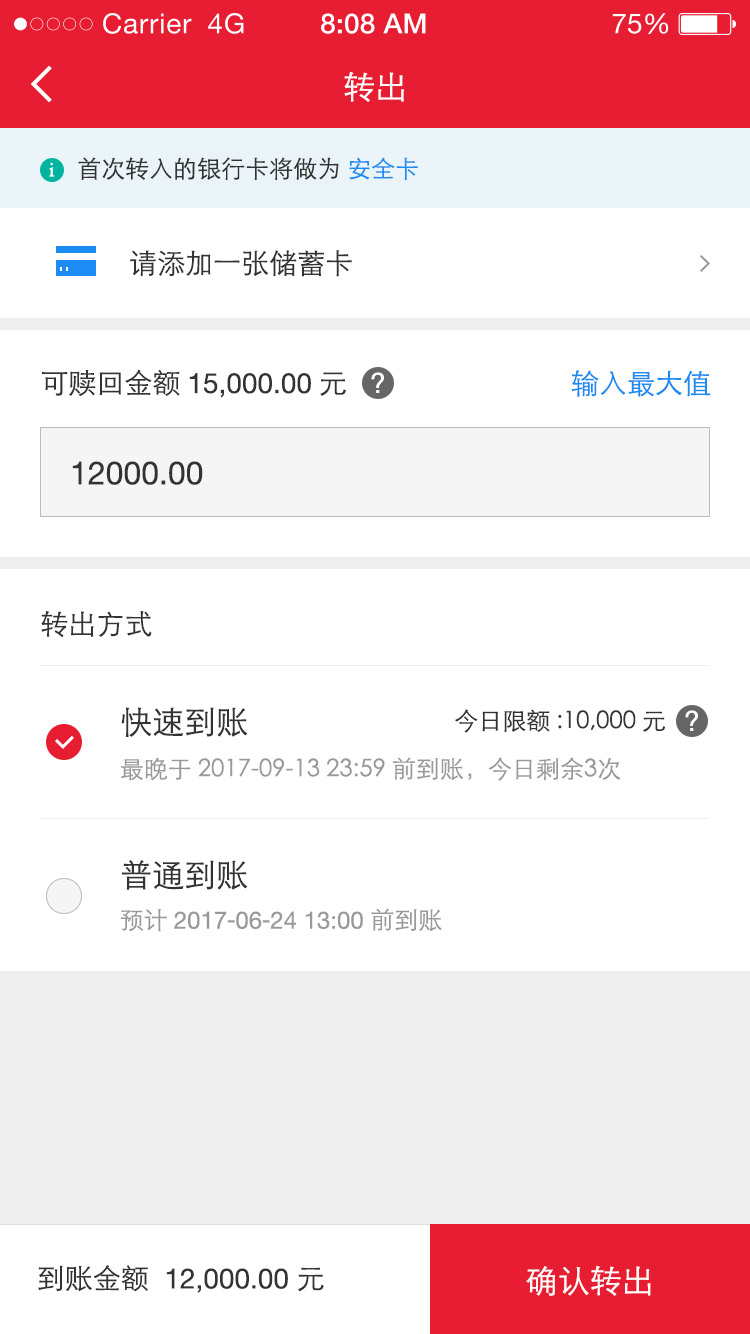 Carrier 4G 8:08 AM 75%
转出
首次转入的银行卡将做为 安全卡
请添加一张储蓄卡
可赎回金额 15,000.00 元 ? 输入最大值
12000.00
转出方式
快速到账 今日限额 :10,000 元 ?
最晚于 2017-09-13 23:59 前到账，今日剩余3次
普通到账
预计 2017-06-24 13:00 前到账
到账金额 12,000.00 元 确认转出